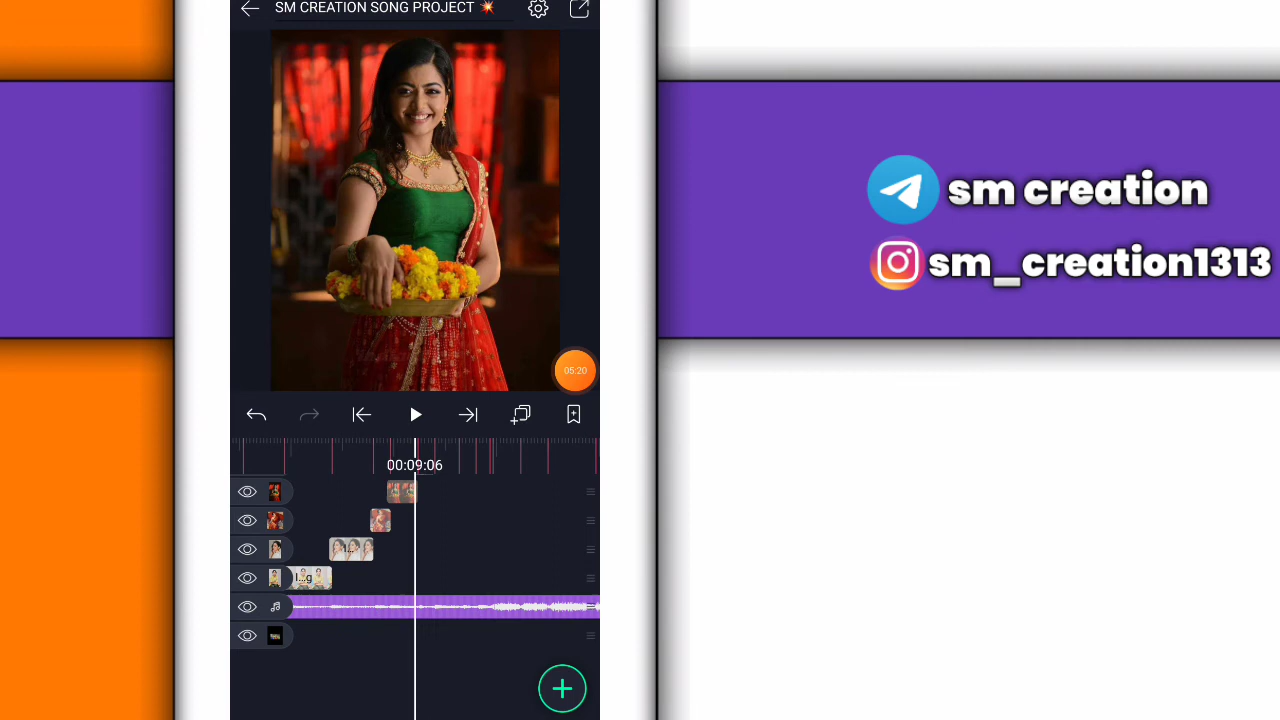 SM CREATION SONG PROJECT 💥
sm creation
sm_creation1313
05:20
00:09:06
l...g